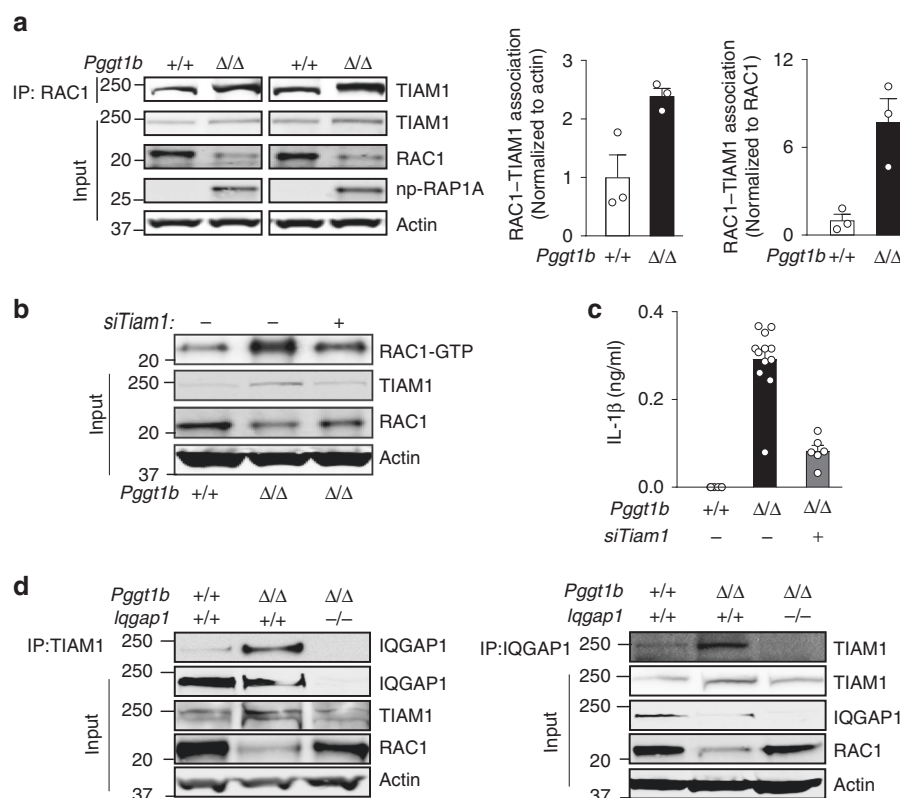 a
Pggt1b +/+ Δ/Δ +/+ Δ/Δ
IP: RAC1 250 TIAM1
250 TIAM1
20 RAC1
25 np-RAP1A
37 Actin
Input
RAC1–TIAM1 association
(Normalized to actin)
3
2
1
0
Pggt1b +/+ Δ/Δ
RAC1–TIAM1 association
(Normalized to RAC1)
12
6
0
Pggt1b +/+ Δ/Δ
b
siTiam1: – – +
20 RAC1-GTP
250 TIAM1
20 RAC1
37 Actin
Input
Pggt1b +/+ Δ/Δ Δ/Δ
c
IL-1β (ng/ml)
0.4
0.2
0.0
Pggt1b +/+ Δ/Δ Δ/Δ
siTiam1 – – +
d
Pggt1b +/+ Δ/Δ Δ/Δ
Iqgap1 +/+ +/+ –/–
IP:TIAM1 250 IQGAP1
250 IQGAP1
250 TIAM1
20 RAC1
37 Actin
Input
Pggt1b +/+ Δ/Δ Δ/Δ
Iqgap1 +/+ +/+ –/–
IP:IQGAP1 250 TIAM1
250 TIAM1
250 IQGAP1
20 RAC1
37 Actin
Input